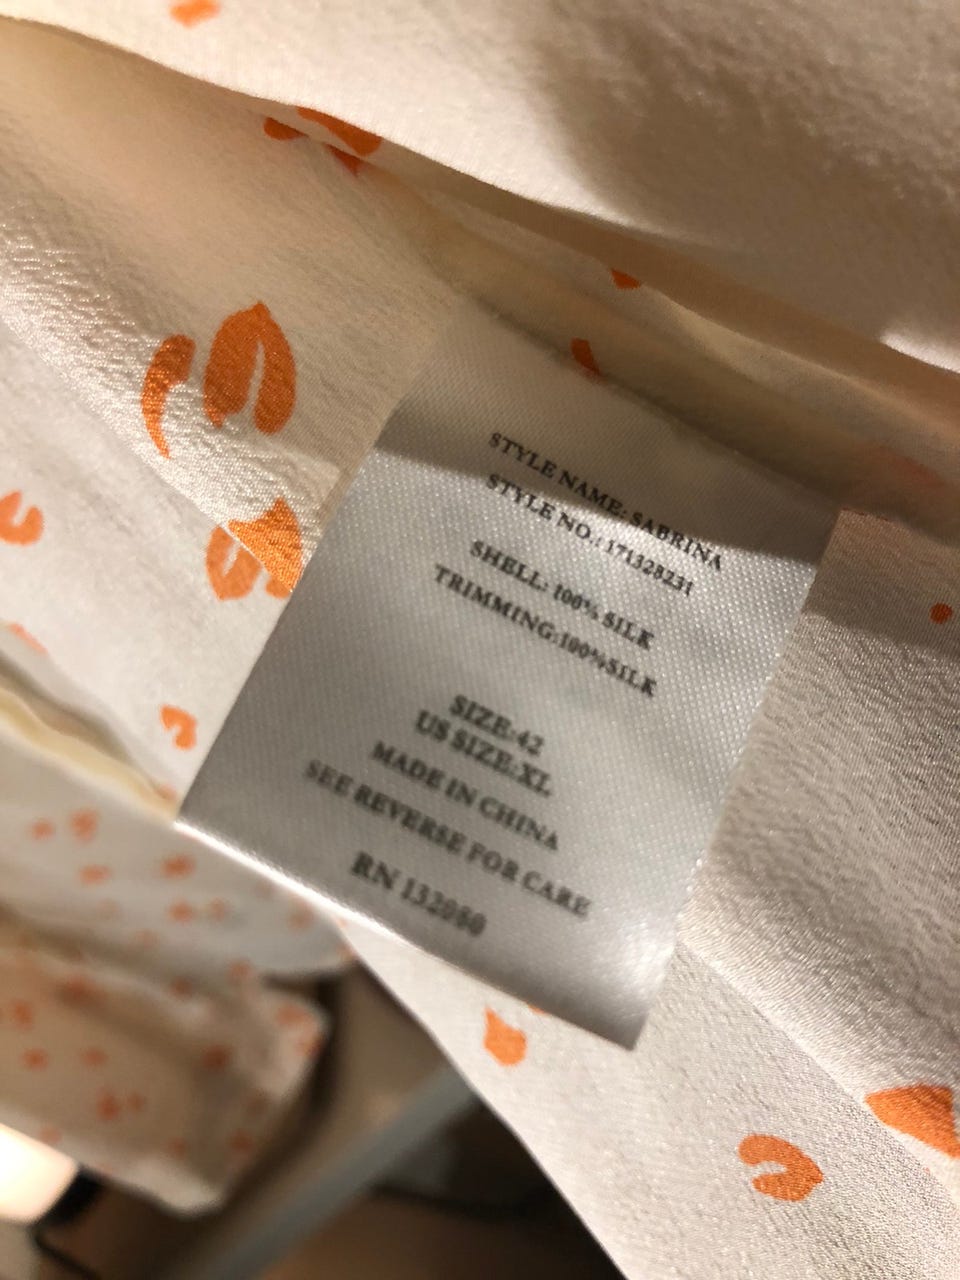 STYLE NAME: SABRINA
STYLE NO.: 171328231
SHELL: 100% SILK
TRIMMING:100%SILK
SIZE:42
US SIZE:XL
MADE IN CHINA
SEE REVERSE FOR CARE
RN 132060